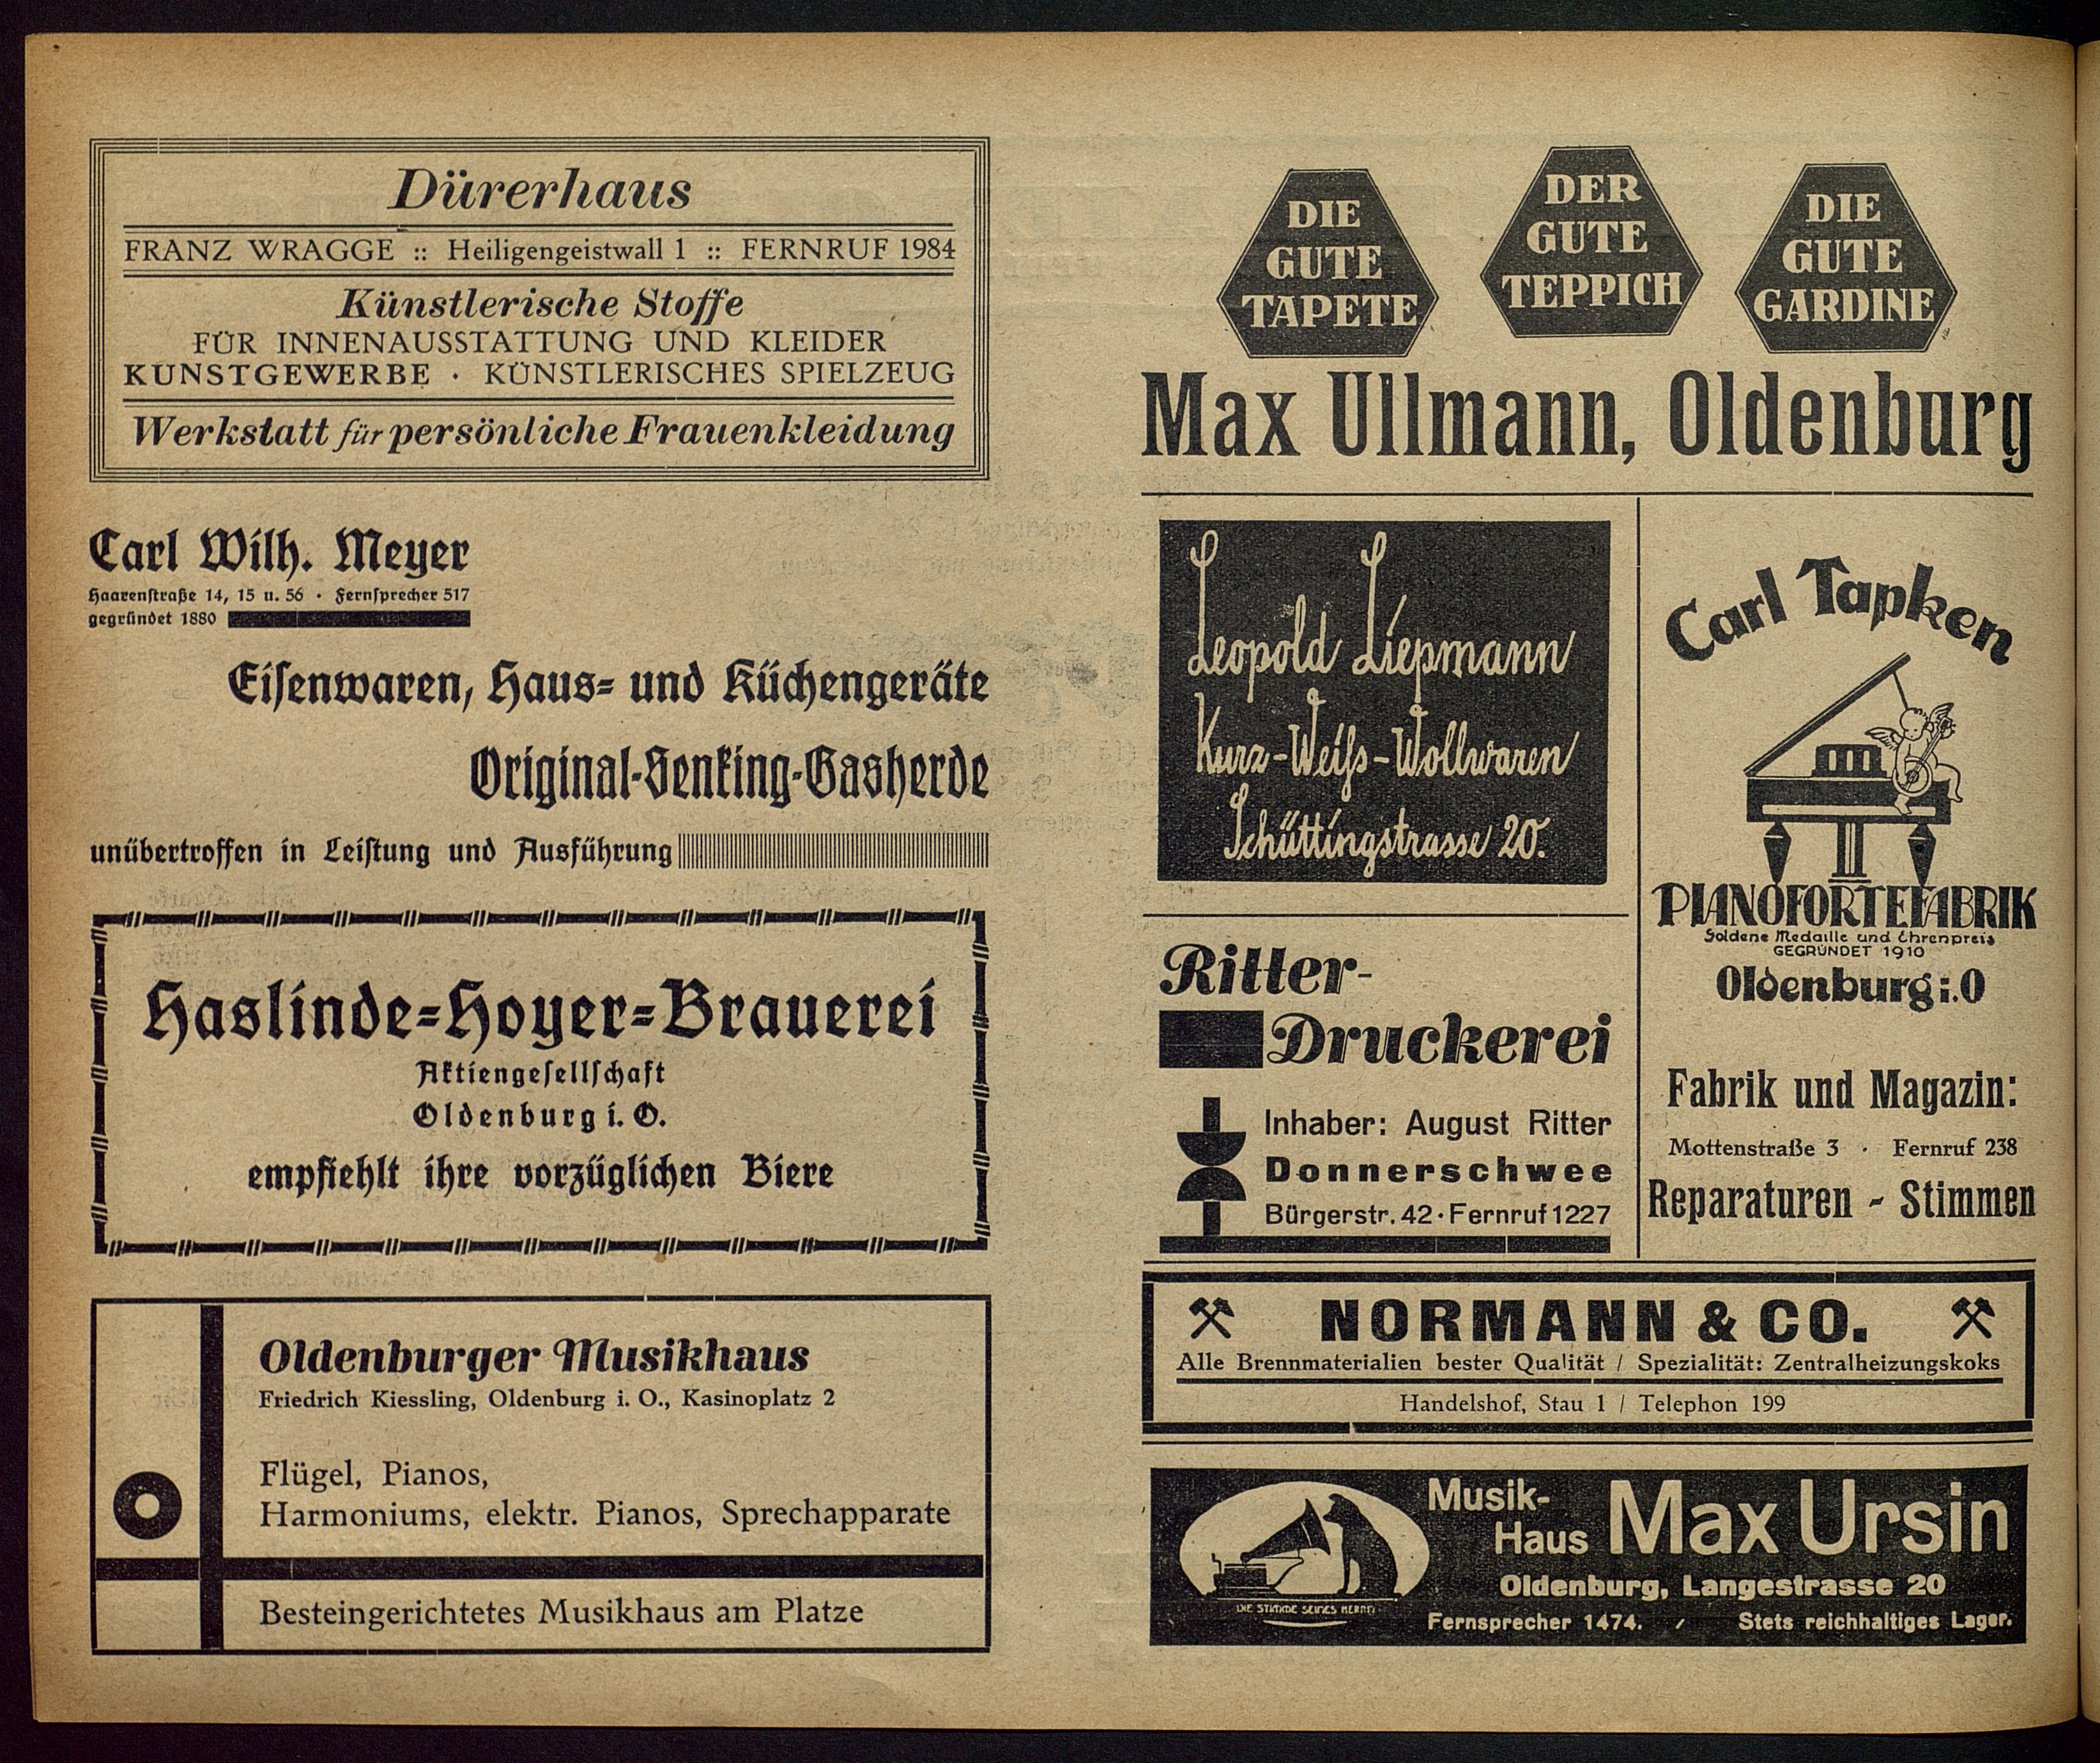 Dürerhaus
FRANZ WRAGGE :: Heiligengeistwall 1 :: FERNRUF 1984
Künstlerische Stoffe
FÜR INNENAUSSTATTUNG UND KLEIDER
KUNSTGEWERBE · KÜNSTLERISCHES SPIELZEUG
Werkstatt für persönliche Frauenkleidung
Carl Wilh. Meyer
Haarenſtraße 14, 15 u. 56 · Fernſprecher 517
gegründet 1880
Eiſenwaren, Haus- und Küchengeräte
Original-Senking-Gasherde
unübertroffen in Leiſtung und Ausführung
Haslinde-Hoyer-Brauerei
Aktiengeſellſchaft
Oldenburg i. O.
empfiehlt ihre vorzüglichen Biere
Oldenburger Musikhaus
Friedrich Kiessling, Oldenburg i. O., Kasinoplatz 2
Flügel, Pianos,
Harmoniums, elektr. Pianos, Sprechapparate
Besteingerichtetes Musikhaus am Platze
DIE
GUTE
TAPETE
DER
GUTE
TEPPICH
DIE
GUTE
GARDINE
Max Ullmann, Oldenburg
Leopold Liepmann
Kurz-Weiſs-Wollwaren
Schüttingstrasse 20.
Ritter-
Druckerei
Inhaber: August Ritter
Donnerschwee
Bürgerstr. 42 · Fernruf 1227
Carl Tapken
PIANOFORTEFABRIK
Goldene Medaille und Ehrenpreis
GEGRÜNDET 1910
Oldenburg i.O
Fabrik und Magazin:
Mottenstraße 3 · Fernruf 238
Reparaturen - Stimmen
NORMANN & CO.
Alle Brennmaterialien bester Qualität / Spezialität: Zentralheizungskoks
Handelshof, Stau 1 / Telephon 199
Musik-
Haus Max Ursin
Oldenburg, Langestrasse 20
Fernsprecher 1474. / Stets reichhaltiges Lager.
DIE STIMME SEINES HERRN